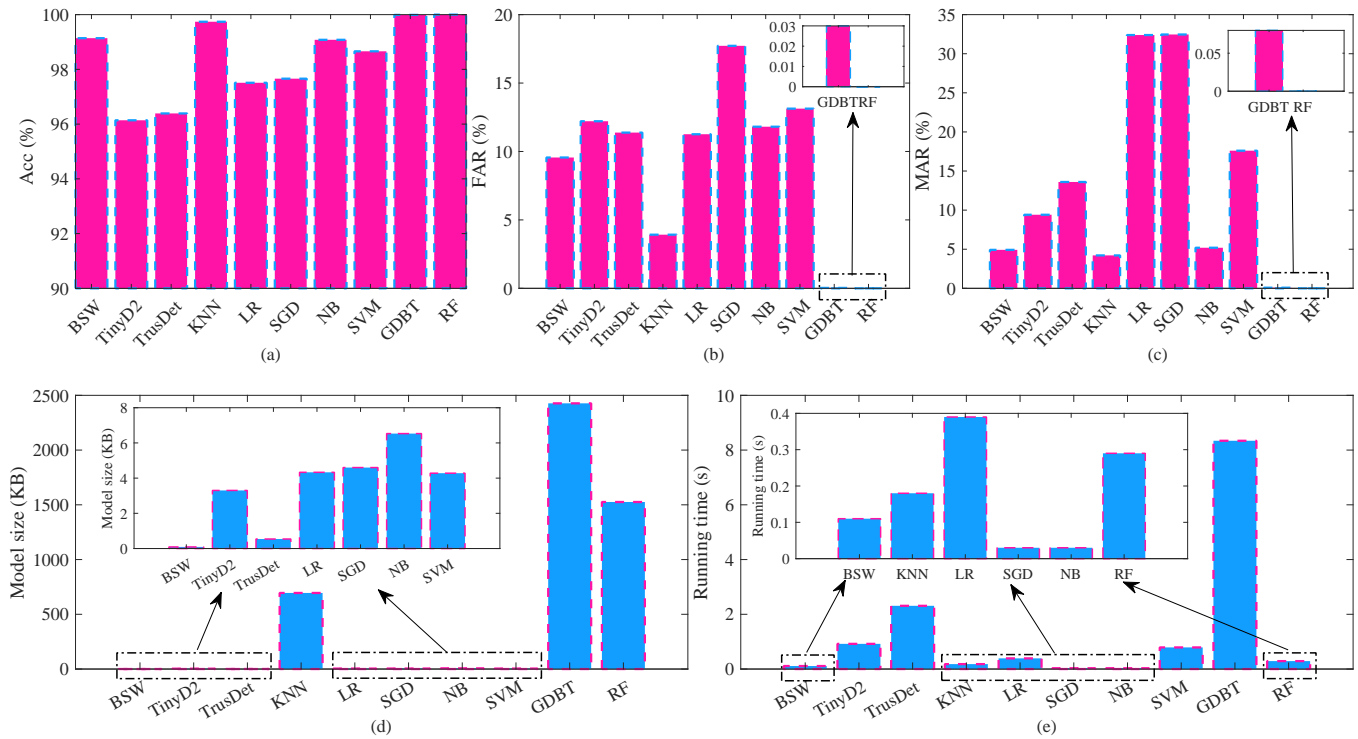 Acc (%)
100
98
96
94
92
90
BSW TinyD2 TrusDet KNN LR SGD NB SVM GDBT RF
(a)
FAR (%)
20
15
10
5
0
0.03
0.02
0.01
0
GDBTRF
BSW TinyD2 TrusDet KNN LR SGD NB SVM GDBT RF
(b)
MAR (%)
35
30
25
20
15
10
5
0
0.05
0
GDBT RF
BSW TinyD2 TrusDet KNN LR SGD NB SVM GDBT RF
(c)
Model size (KB)
2500
2000
1500
1000
500
0
Model size (KB)
8
6
4
2
0
BSW TinyD2 TrusDet LR SGD NB SVM
BSW TinyD2 TrusDet KNN LR SGD NB SVM GDBT RF
(d)
Running time (s)
10
8
6
4
2
0
Running time (s)
0.4
0.3
0.2
0.1
0
BSW KNN LR SGD NB RF
BSW TinyD2 TrusDet KNN LR SGD NB SVM GDBT RF
(e)